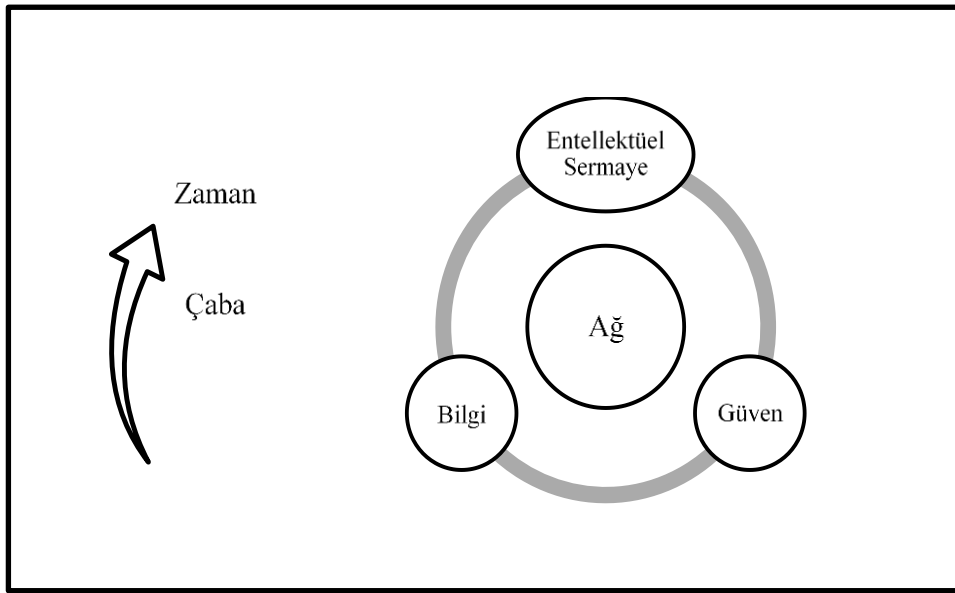 Zaman
Çaba
Entellektüel
Sermaye
Ağ
Bilgi
Güven